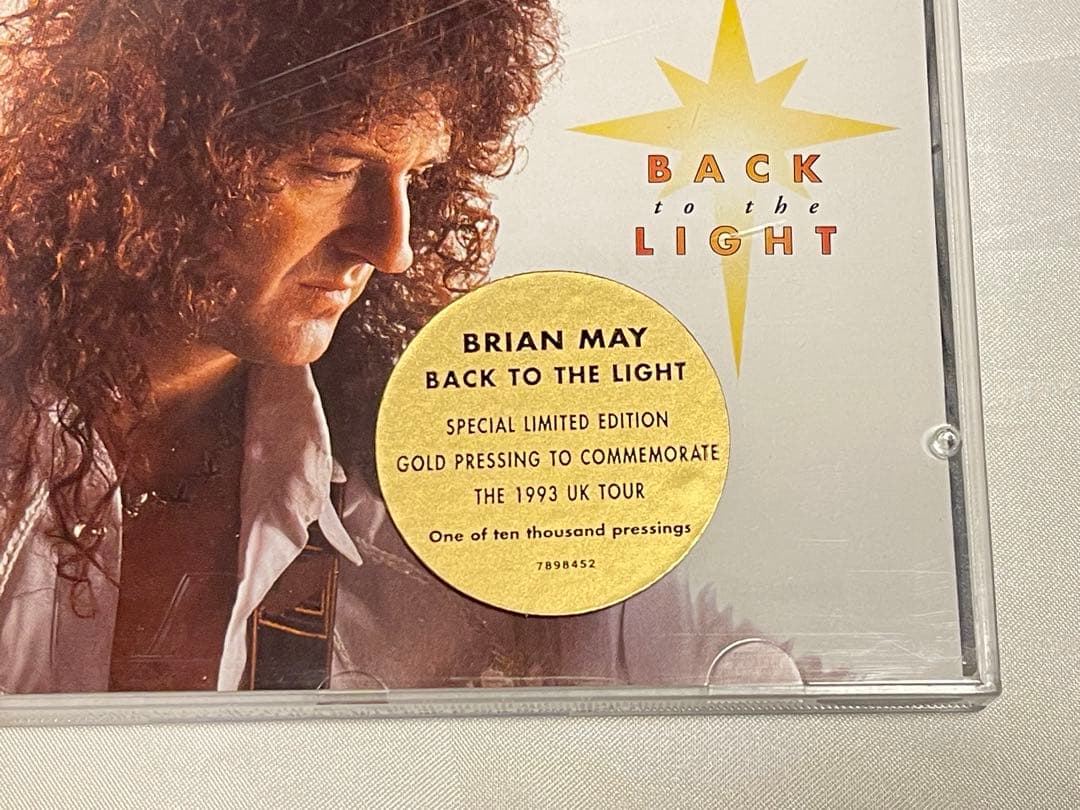 BACK
to the
LIGHT
BRIAN MAY
BACK TO THE LIGHT
SPECIAL LIMITED EDITION
GOLD PRESSING TO COMMEMORATE
THE 1993 UK TOUR
One of ten thousand pressings
7898452